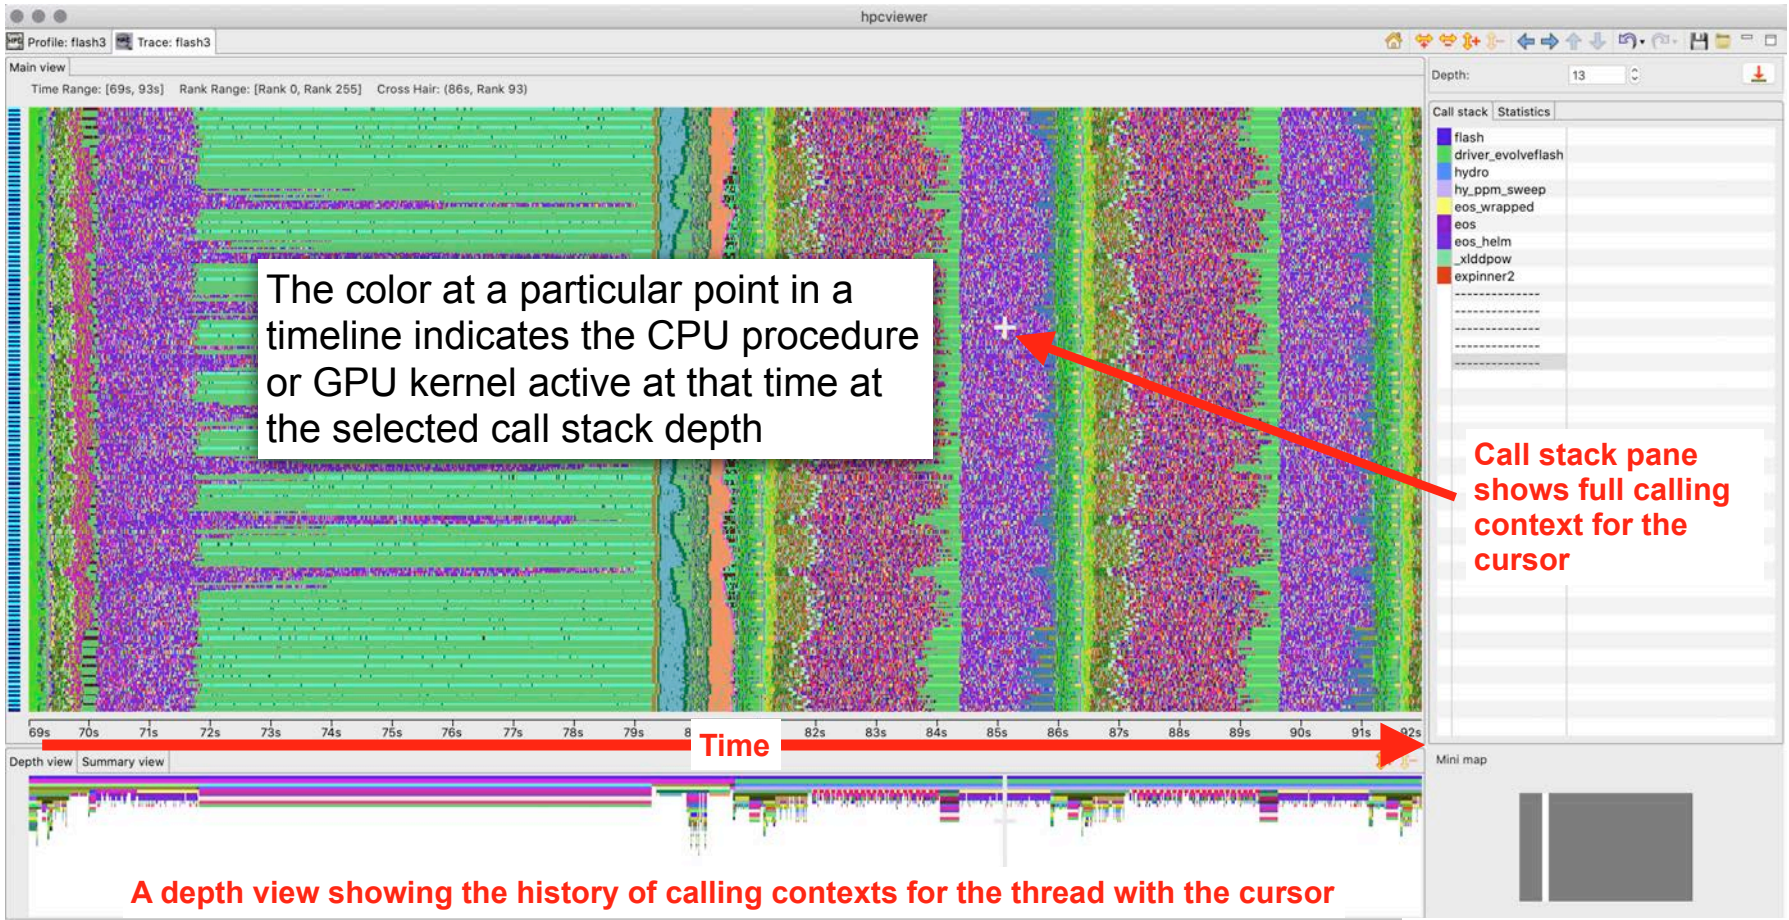 hpcviewer
Profile: flash3
Trace: flash3
Main view
Time Range: [69s, 93s] Rank Range: [Rank 0, Rank 255] Cross Hair: (86s, Rank 93)
Depth: 13
Call stack Statistics
flash
driver_evolveflash
hydro
hy_ppm_sweep
eos_wrapped
eos
eos_helm
_xlddpow
expinner2
--------------
--------------
--------------
--------------
--------------
The color at a particular point in a
timeline indicates the CPU procedure
or GPU kernel active at that time at
the selected call stack depth
Call stack pane
shows full calling
context for the
cursor
69s 70s 71s 72s 73s 74s 75s 76s 77s 78s 79s 82s 83s 84s 85s 86s 87s 88s 89s 90s 91s 92s
Time
Depth view Summary view
Mini map
A depth view showing the history of calling contexts for the thread with the cursor